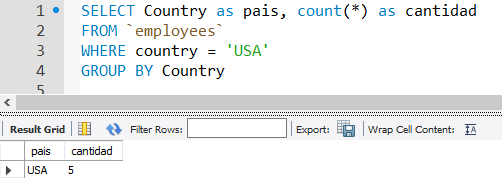 1 SELECT Country as pais, count(*) as cantidad
2 FROM `employees`
3 WHERE country = 'USA'
4 GROUP BY Country
5
Result Grid Filter Rows: Export: Wrap Cell Content:
pais cantidad
USA 5